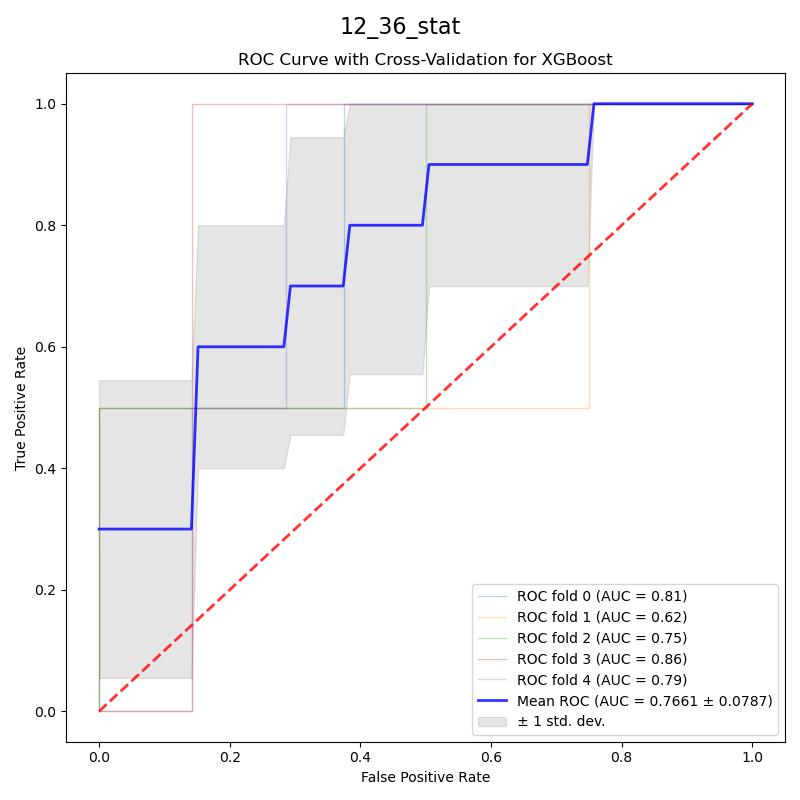 12_36_stat
ROC Curve with Cross-Validation for XGBoost
True Positive Rate
1.0
0.8
0.6
0.4
0.2
0.0
0.0 0.2 0.4 0.6 0.8 1.0
False Positive Rate
ROC fold 0 (AUC = 0.81)
ROC fold 1 (AUC = 0.62)
ROC fold 2 (AUC = 0.75)
ROC fold 3 (AUC = 0.86)
ROC fold 4 (AUC = 0.79)
Mean ROC (AUC = 0.7661 ± 0.0787)
± 1 std. dev.